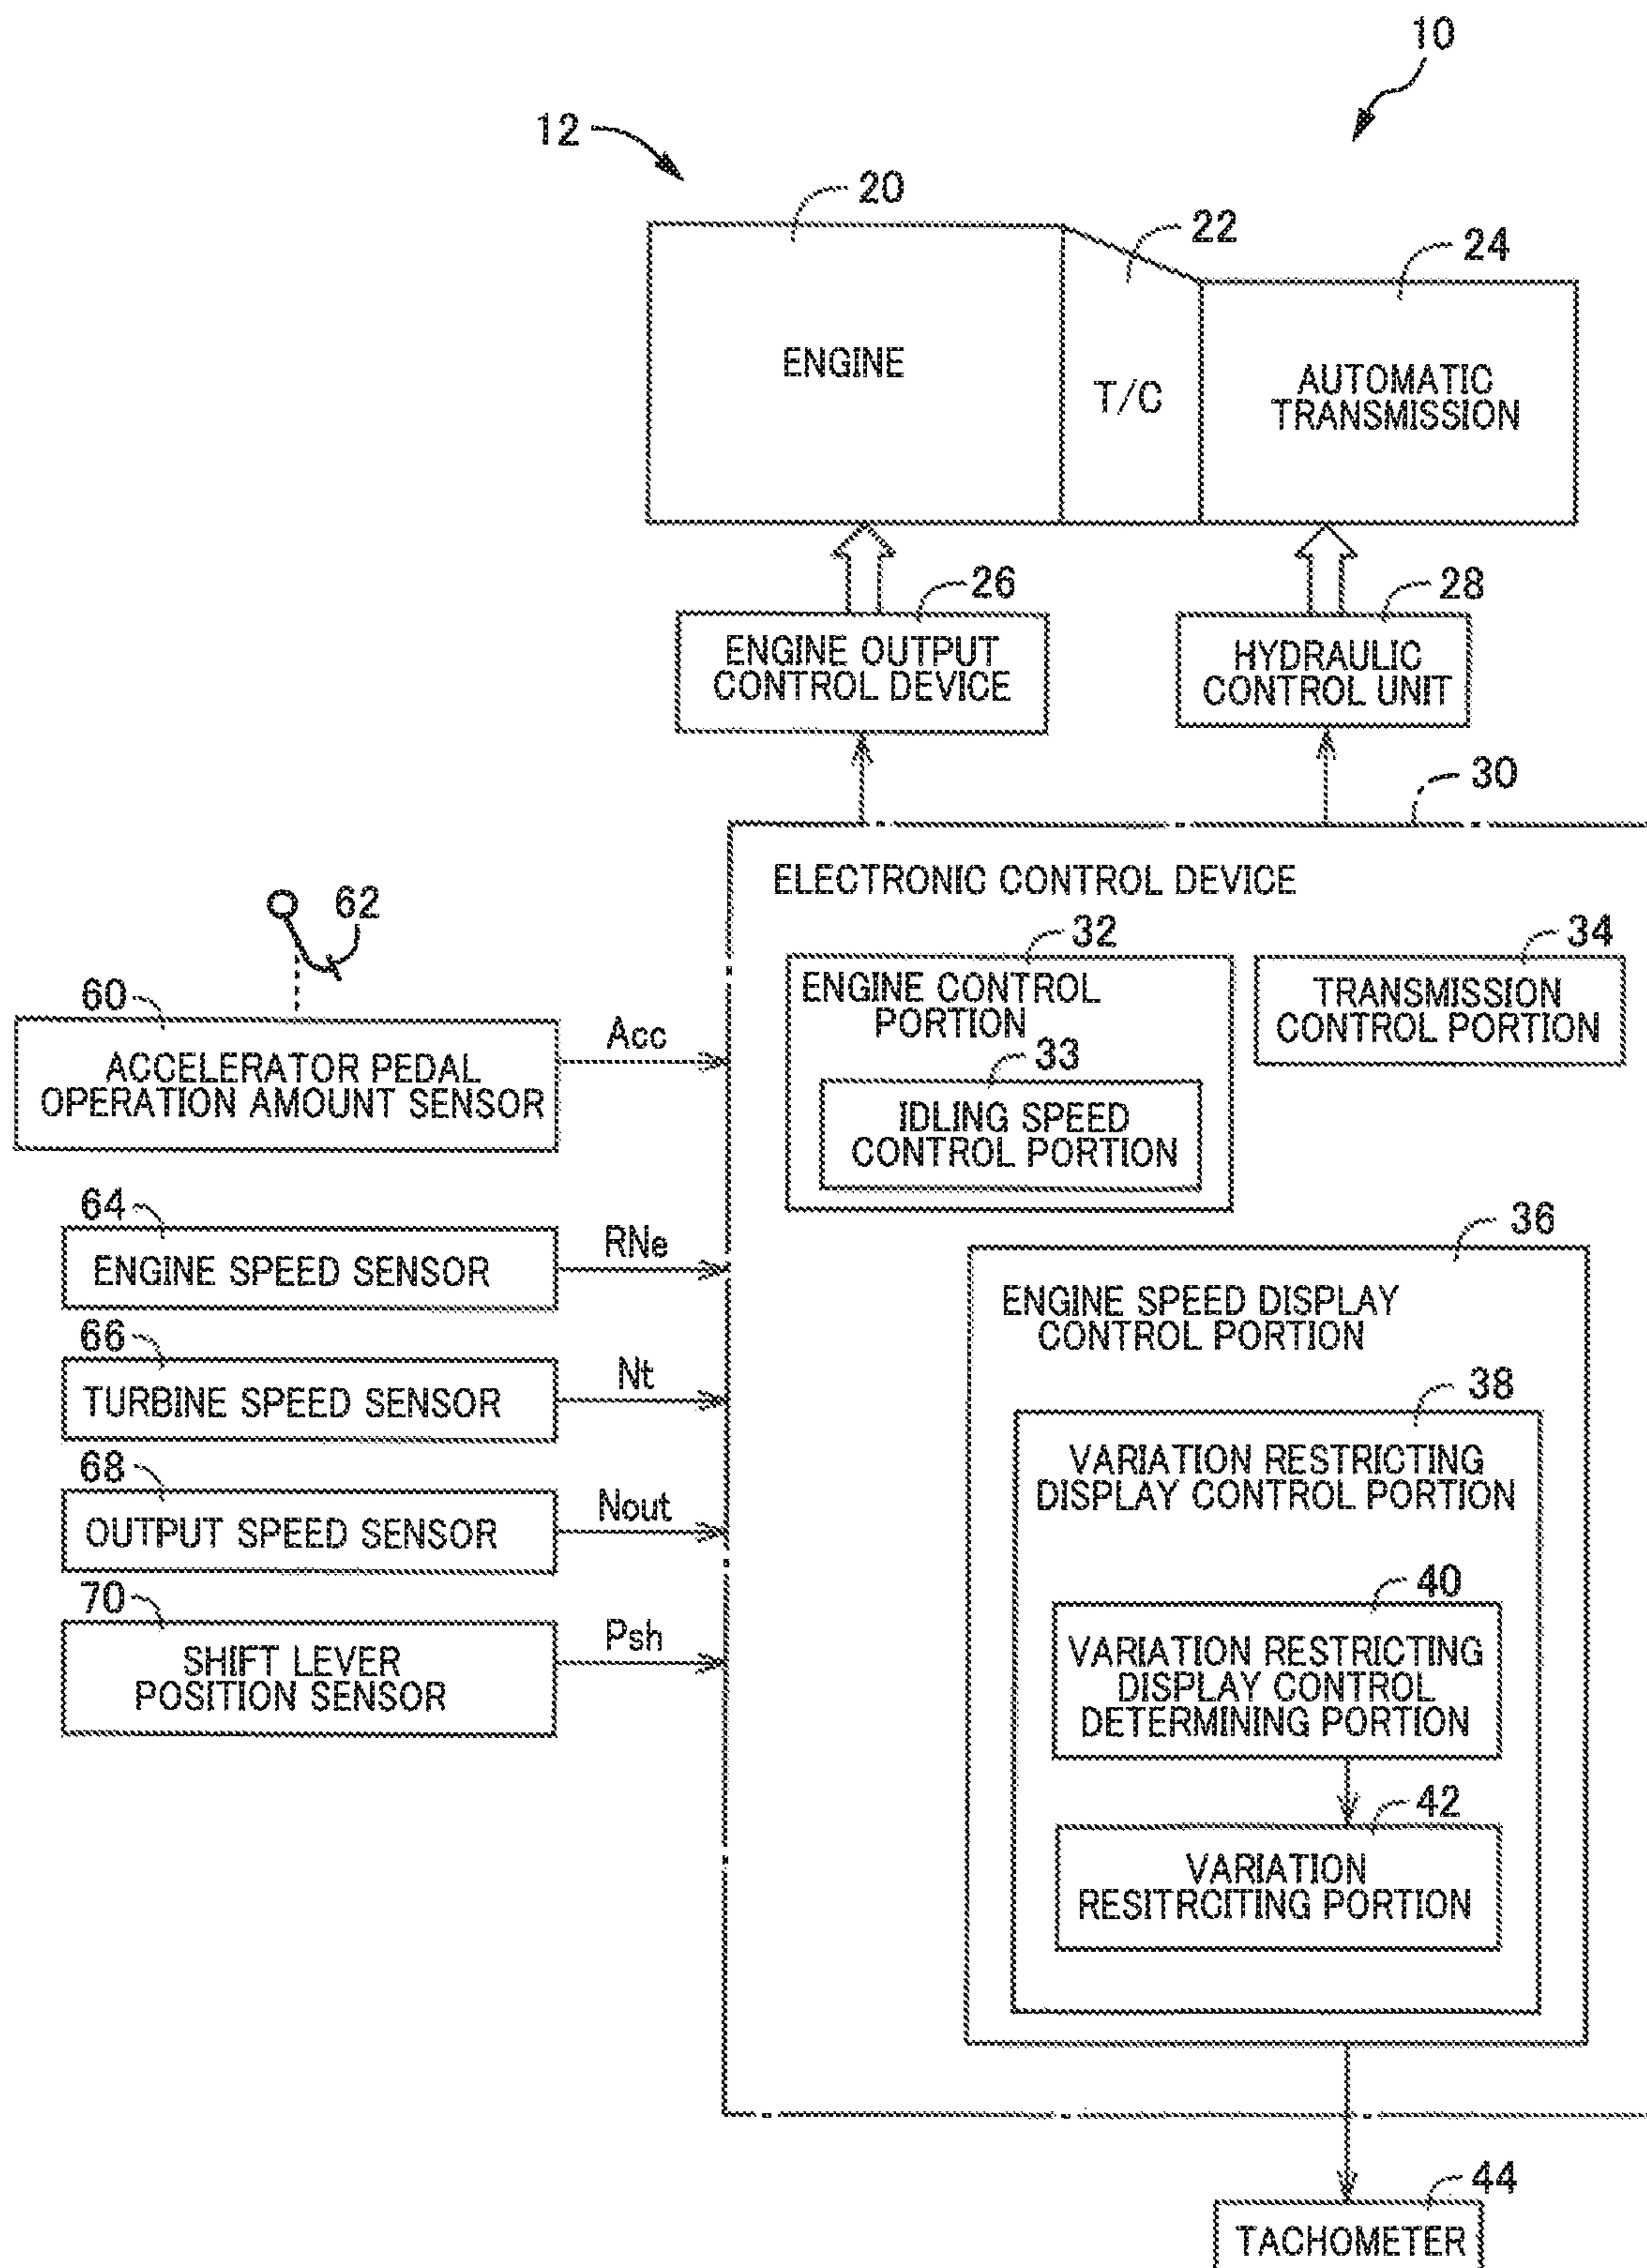 10
12
20
22
24
ENGINE
T/C
AUTOMATIC
TRANSMISSION
26
28
ENGINE OUTPUT
CONTROL DEVICE
HYDRAULIC
CONTROL UNIT
30
ELECTRONIC CONTROL DEVICE
62
32
34
ENGINE CONTROL
PORTION
TRANSMISSION
CONTROL PORTION
60
ACCELERATOR PEDAL
OPERATION AMOUNT SENSOR
Acc
33
IDLING SPEED
CONTROL PORTION
64
ENGINE SPEED SENSOR
RNe
36
ENGINE SPEED DISPLAY
CONTROL PORTION
66
TURBINE SPEED SENSOR
Nt
38
VARIATION RESTRICTING
DISPLAY CONTROL PORTION
68
OUTPUT SPEED SENSOR
Nout
40
VARIATION RESTRICTING
DISPLAY CONTROL
DETERMINING PORTION
70
SHIFT LEVER
POSITION SENSOR
Psh
42
VARIATION
RESITRCITING PORTION
44
TACHOMETER